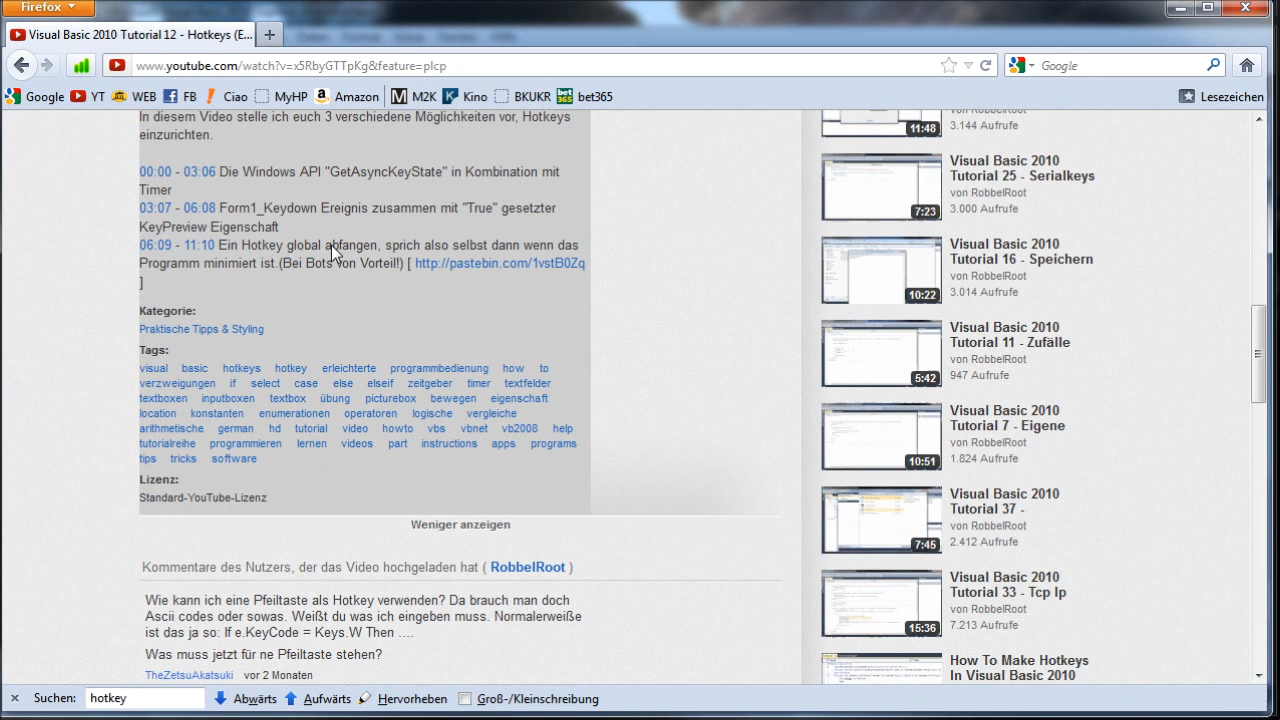 Firefox
Visual Basic 2010 Tutorial 12 - Hotkeys (E...
www.youtube.com/watch?v=x5RbyGTTpKg&feature=plcp
Google
Google YT WEB FB Ciao MyHP Amazon M2K Kino BKUKR bet365 Lesezeichen
In diesem Video stelle ich euch 3 verschiedene Möglichkeiten vor, Hotkeys
einzurichten.
00:00 - 03:06 Die Windows API "GetAsyncKeyState" in Kombination mit
Timer
03:07 - 06:08 Form1_Keydown Ereignis zusammen mit "True" gesetzter
KeyPreview Eigenschaft
06:09 - 11:10 Ein Hotkey global abfangen, sprich also selbst dann wenn das
Programm minimiert ist.(Bei Bots von Vorteil!) [ http://pastebin.com/1vstB0Zq
]
Kategorie:
Praktische Tipps & Styling
Tags:
visual basic hotkeys hotkey erleichterte programmbedienung how to
verzweigungen if select case else elseif zeitgeber timer textfelder
textboxen inputboxen textbox übung picturebox bewegen eigenschaft
location konstanten enumerationen operatoren logische vergleiche
arithmetische german hd tutorial video howto vbs vbnet vb2008 help
tutorialreihe programmieren lernen videos part instructions apps programs
tips tricks software
Lizenz:
Standard-YouTube-Lizenz
Weniger anzeigen
Kommentare des Nutzers, der das Video hochgeladen hat ( RobbelRoot )
Wie kann ich eine Pfeiltaste als Hotkey verwenden? Da brauch man doch
Ascii codes oder sowas. Weißt du was ich eingeben muss. Normalerweiße
ist das ja so:If e.KeyCode = Keys.W Then ....
Was muss jetzt für ne Pfeiltaste stehen?
TheZetsuAkatsuki vor 2 Monaten
von RobbelRoot
3.144 Aufrufe
11:48
Visual Basic 2010
Tutorial 25 - Serialkeys
von RobbelRoot
3.000 Aufrufe
7:23
Visual Basic 2010
Tutorial 16 - Speichern
von RobbelRoot
3.014 Aufrufe
10:22
Visual Basic 2010
Tutorial 11 - Zufälle
von RobbelRoot
947 Aufrufe
5:42
Visual Basic 2010
Tutorial 7 - Eigene
von RobbelRoot
1.824 Aufrufe
10:51
Visual Basic 2010
Tutorial 37 -
von RobbelRoot
2.412 Aufrufe
7:45
Visual Basic 2010
Tutorial 33 - Tcp Ip
von RobbelRoot
7.213 Aufrufe
15:36
How To Make Hotkeys
In Visual Basic 2010
Suchen: hotkey Abwärts Aufwärts Hervorheben Groß-/Kleinschreibung